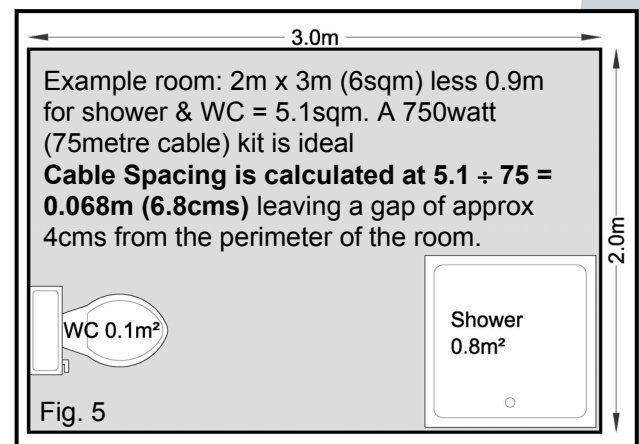 3.0m
Example room: 2m x 3m (6sqm) less 0.9m
for shower & WC = 5.1sqm. A 750watt
(75metre cable) kit is ideal
Cable Spacing is calculated at 5.1 ÷ 75 =
0.068m (6.8cms) leaving a gap of approx
4cms from the perimeter of the room.
2.0m
WC 0.1m²
Shower
0.8m²
Fig. 5